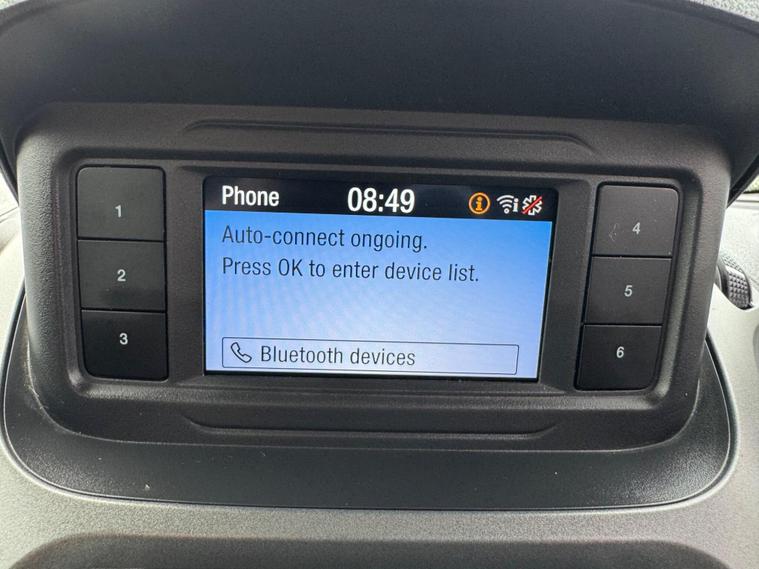 Phone 08:49
Auto-connect ongoing.
Press OK to enter device list.
Bluetooth devices
1
2
3
4
5
6